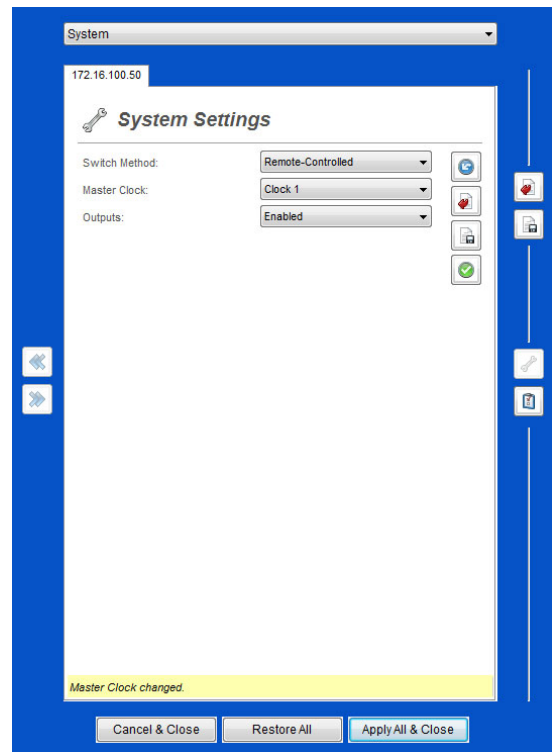 System
172.16.100.50
System Settings
Switch Method: Remote-Controlled
Master Clock: Clock 1
Outputs: Enabled
Master Clock changed.
Cancel & Close Restore All Apply All & Close